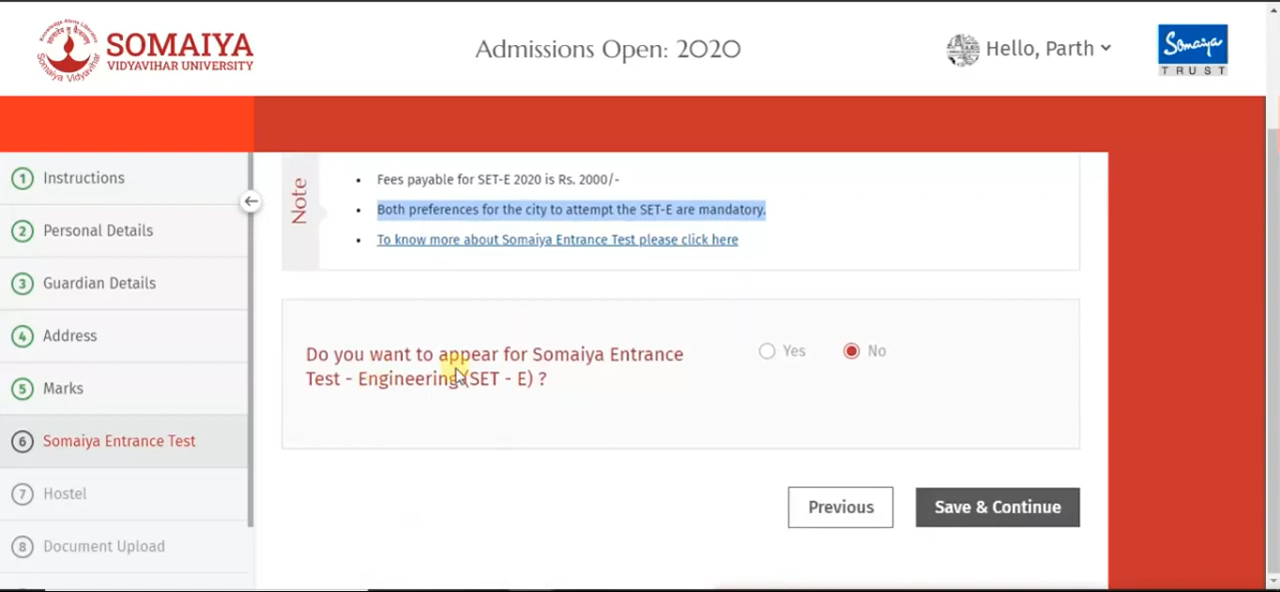 SOMAIYA
VIDYAVIHAR UNIVERSITY
Admissions Open: 2020
Hello, Parth
Somaiya
TRUST
1 Instructions
2 Personal Details
3 Guardian Details
4 Address
5 Marks
6 Somaiya Entrance Test
7 Hostel
8 Document Upload
Note
• Fees payable for SET-E 2020 is Rs. 2000/-
• Both preferences for the city to attempt the SET-E are mandatory.
• To know more about Somaiya Entrance Test please click here
Do you want to appear for Somaiya Entrance
Test - Engineering (SET - E) ?
Yes
No
Previous
Save & Continue